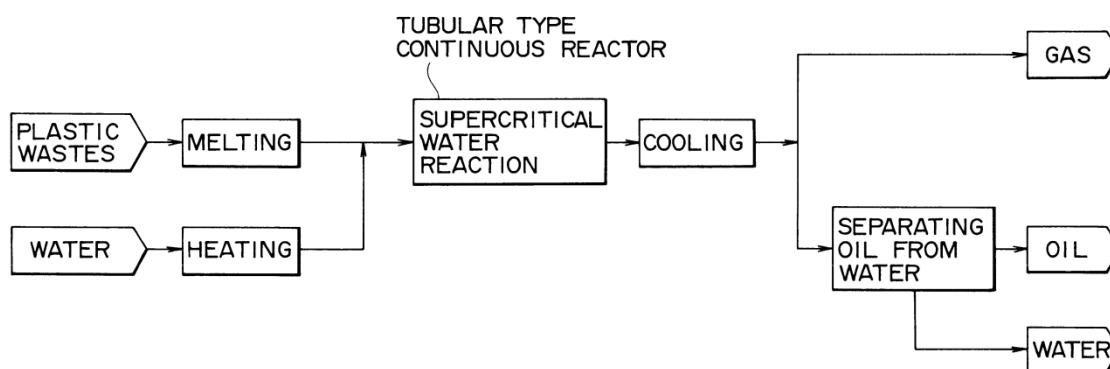 TUBULAR TYPE
CONTINUOUS REACTOR
GAS
PLASTIC
WASTES
MELTING
SUPERCRITICAL
WATER
REACTION
COOLING
WATER
HEATING
SEPARATING
OIL FROM
WATER
OIL
WATER